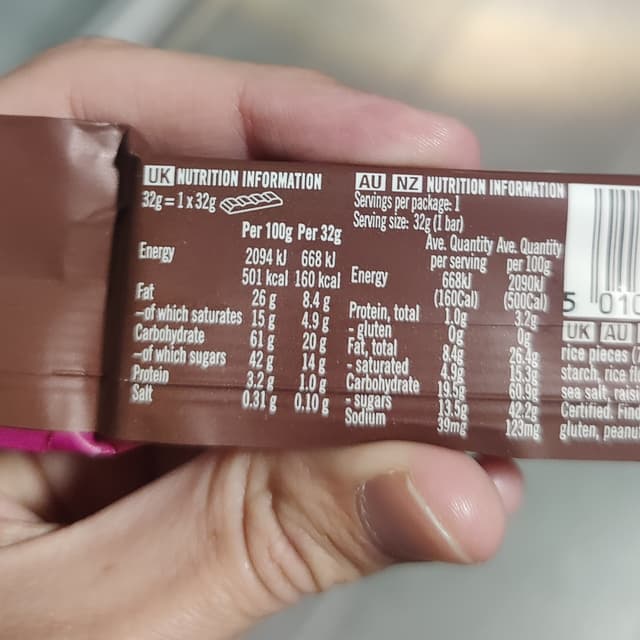 UK NUTRITION INFORMATION
32g = 1 x 32g
Per 100g Per 32g
Energy 2094 kJ 668 kJ
501 kcal 160 kcal
Fat 26 g 8.4 g
-of which saturates 15 g 4.9 g
Carbohydrate 61 g 20 g
-of which sugars 42 g 14 g
Protein 3.2 g 1.0 g
Salt 0.31 g 0.10 g
AU NZ NUTRITION INFORMATION
Servings per package: 1
Serving size: 32g (1 bar)
Ave. Quantity Ave. Quantity
per serving per 100g
Energy 668kJ 2090kJ
(160Cal) (500Cal)
Protein, total 1.0g 3.2g
- gluten 0g 0g
Fat, total 8.4g 26.4g
- saturated 4.9g 15.3g
Carbohydrate 19.5g 60.9g
- sugars 13.5g 42.2g
Sodium 39mg 123mg
5 010
UK AU
rice pieces
starch, rice
sea salt,
Certified.
gluten,